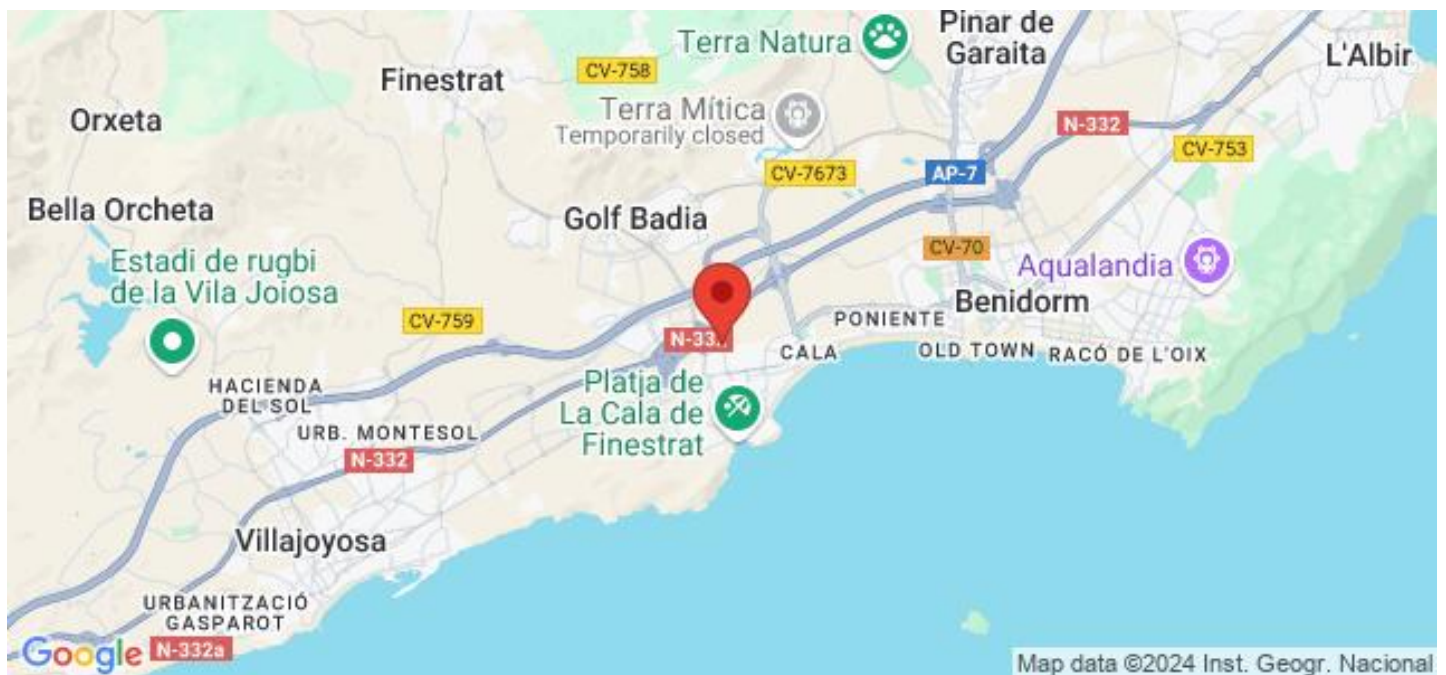 Pinar de
Garaita
Terra Natura
L'Albir
Finestrat
CV-758
Terra Mítica
Temporarily closed
Orxeta
N-332
CV-753
CV-7673
AP-7
Bella Orcheta
Golf Badia
CV-70
Estadi de rugbi
de la Vila Joiosa
Aqualandia
Benidorm
CV-759
PONIENTE
N-33
CALA
OLD TOWN
RACÓ DE L'OIX
HACIENDA
DEL SOL
Platja de
La Cala de
Finestrat
URB. MONTESOL
N-332
Villajoyosa
URBANITZACIÓ
GASPAROT
Google
N-332a
Map data ©2024 Inst. Geogr. Nacional